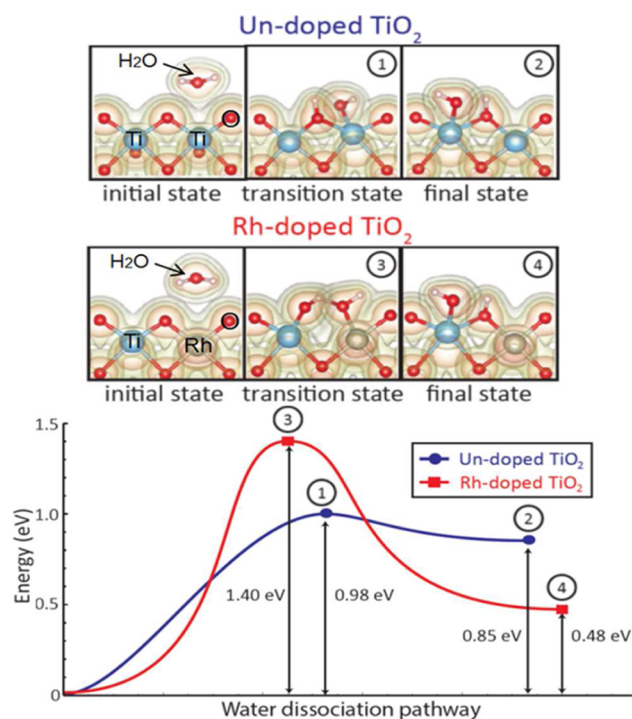 Un-doped TiO₂
H2O
Ti Ti O
1
2
initial state transition state final state
Rh-doped TiO₂
H2O
Ti Rh O
3
4
initial state transition state final state
Energy (eV)
1.5
1.0
0.5
0
3
1
2
4
Un-doped TiO₂
Rh-doped TiO₂
1.40 eV 0.98 eV 0.85 eV 0.48 eV
Water dissociation pathway